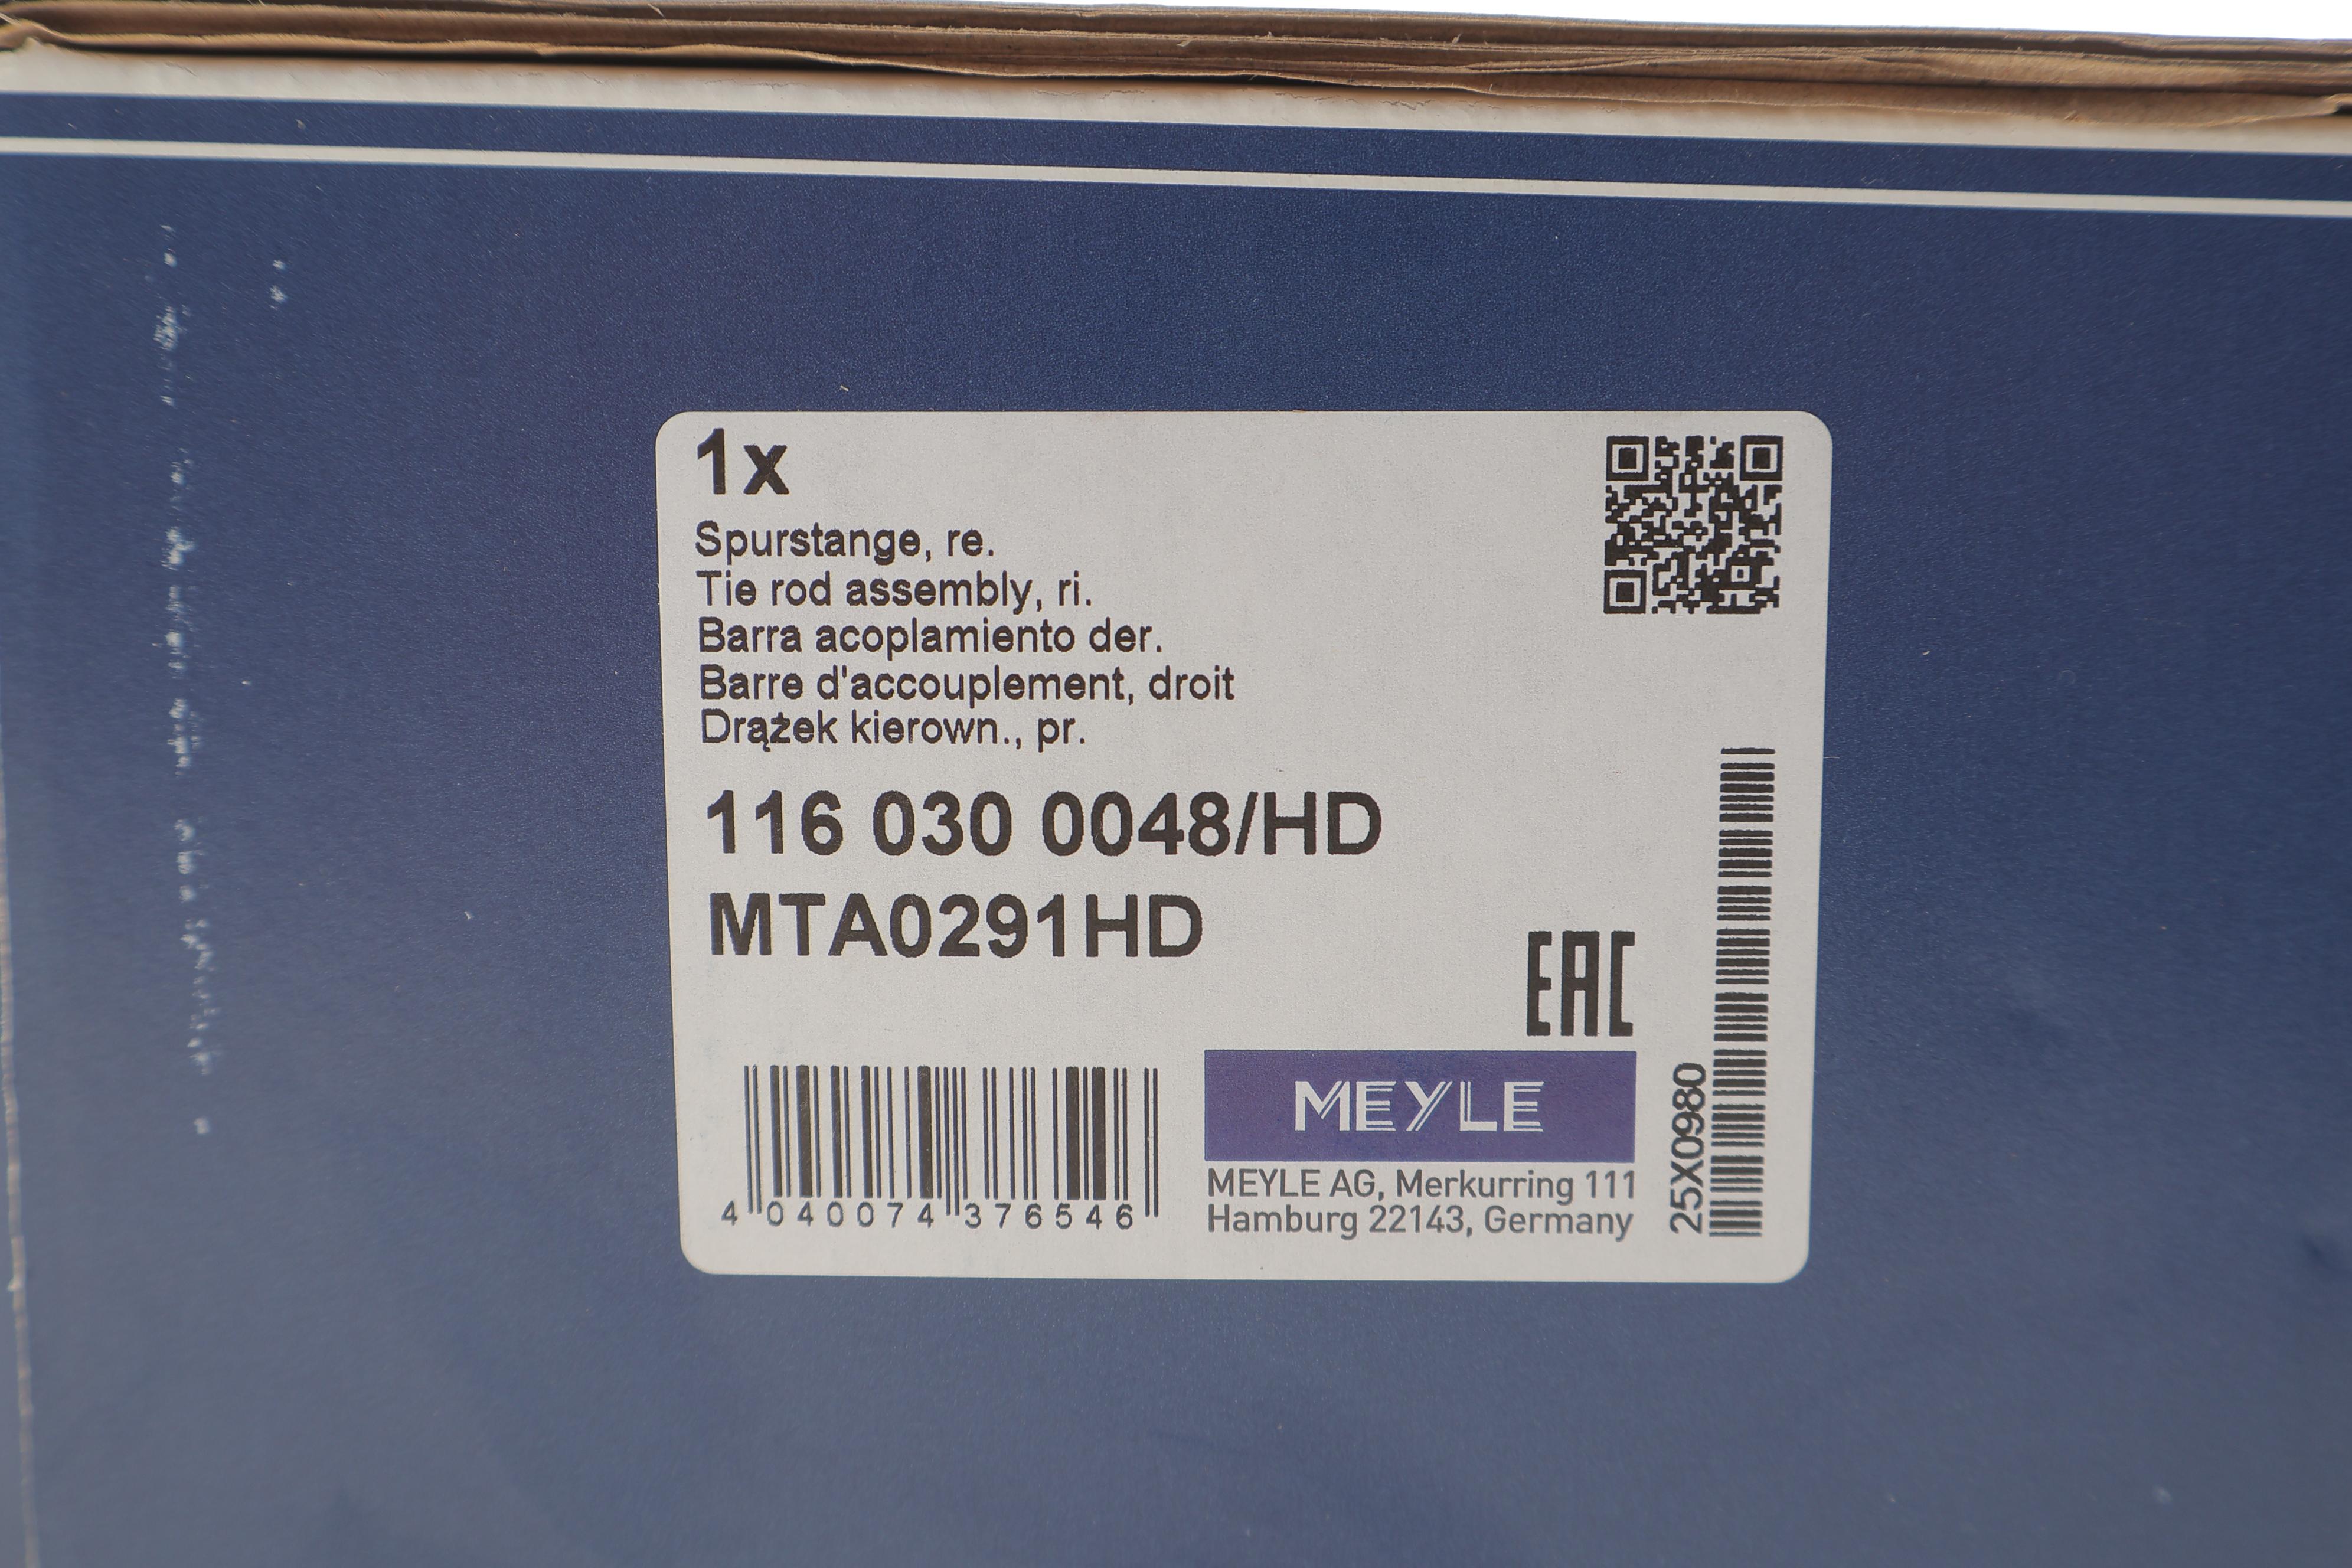 1x
Spurstange, re.
Tie rod assembly, ri.
Barra acoplamiento der.
Barre d'accouplement, droit
Drążek kierown., pr.
116 030 0048/HD
MTA0291HD
EAC
MEYLE
MEYLE AG, Merkurring 111
Hamburg 22143, Germany
4 040074 376546
25X0980